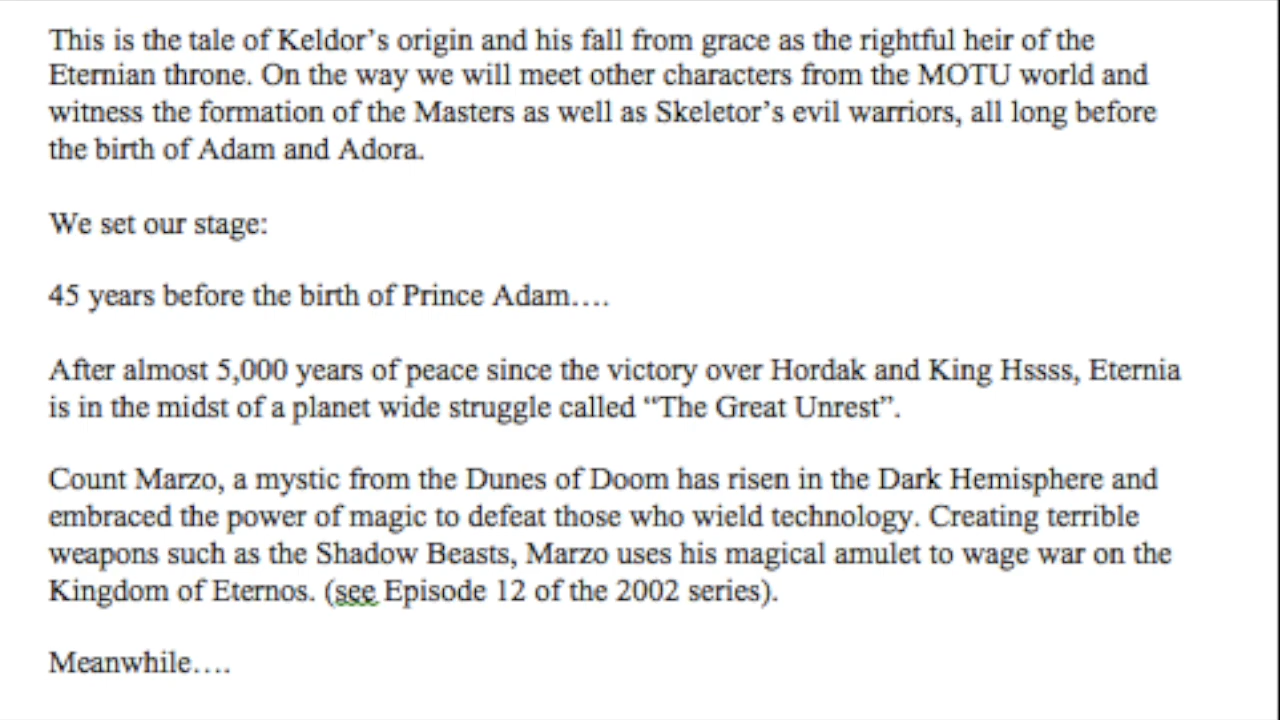 This is the tale of Keldor’s origin and his fall from grace as the rightful heir of the
Eternian throne. On the way we will meet other characters from the MOTU world and
witness the formation of the Masters as well as Skeletor’s evil warriors, all long before
the birth of Adam and Adora.
We set our stage:
45 years before the birth of Prince Adam….
After almost 5,000 years of peace since the victory over Hordak and King Hssss, Eternia
is in the midst of a planet wide struggle called “The Great Unrest”.
Count Marzo, a mystic from the Dunes of Doom has risen in the Dark Hemisphere and
embraced the power of magic to defeat those who wield technology. Creating terrible
weapons such as the Shadow Beasts, Marzo uses his magical amulet to wage war on the
Kingdom of Eternos. (see Episode 12 of the 2002 series).
Meanwhile….